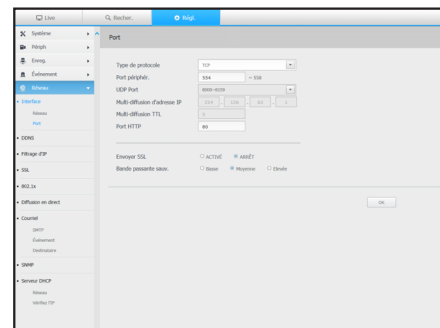 Live
Recher.
Régl.
Système
Périph
Enreg.
Événement
Réseau
Interface
Réseau
Port
DDNS
Filtrage d'IP
SSL
802.1x
Diffusion en direct
Courriel
SMTP
Événement
Destinataire
SNMP
Serveur DHCP
Réseau
Vérifiez l'IP
Port
Type de protocole TCP
Port périphér. 554 ~ 558
UDP Port 8000~8159
Multi-diffusion d'adresse IP
Multi-diffusion TTL 5
Port HTTP 80
Envoyer SSL ACTIVÉ ARRÊT
Bande passante sauv. Basse Moyenne Élevée
OK